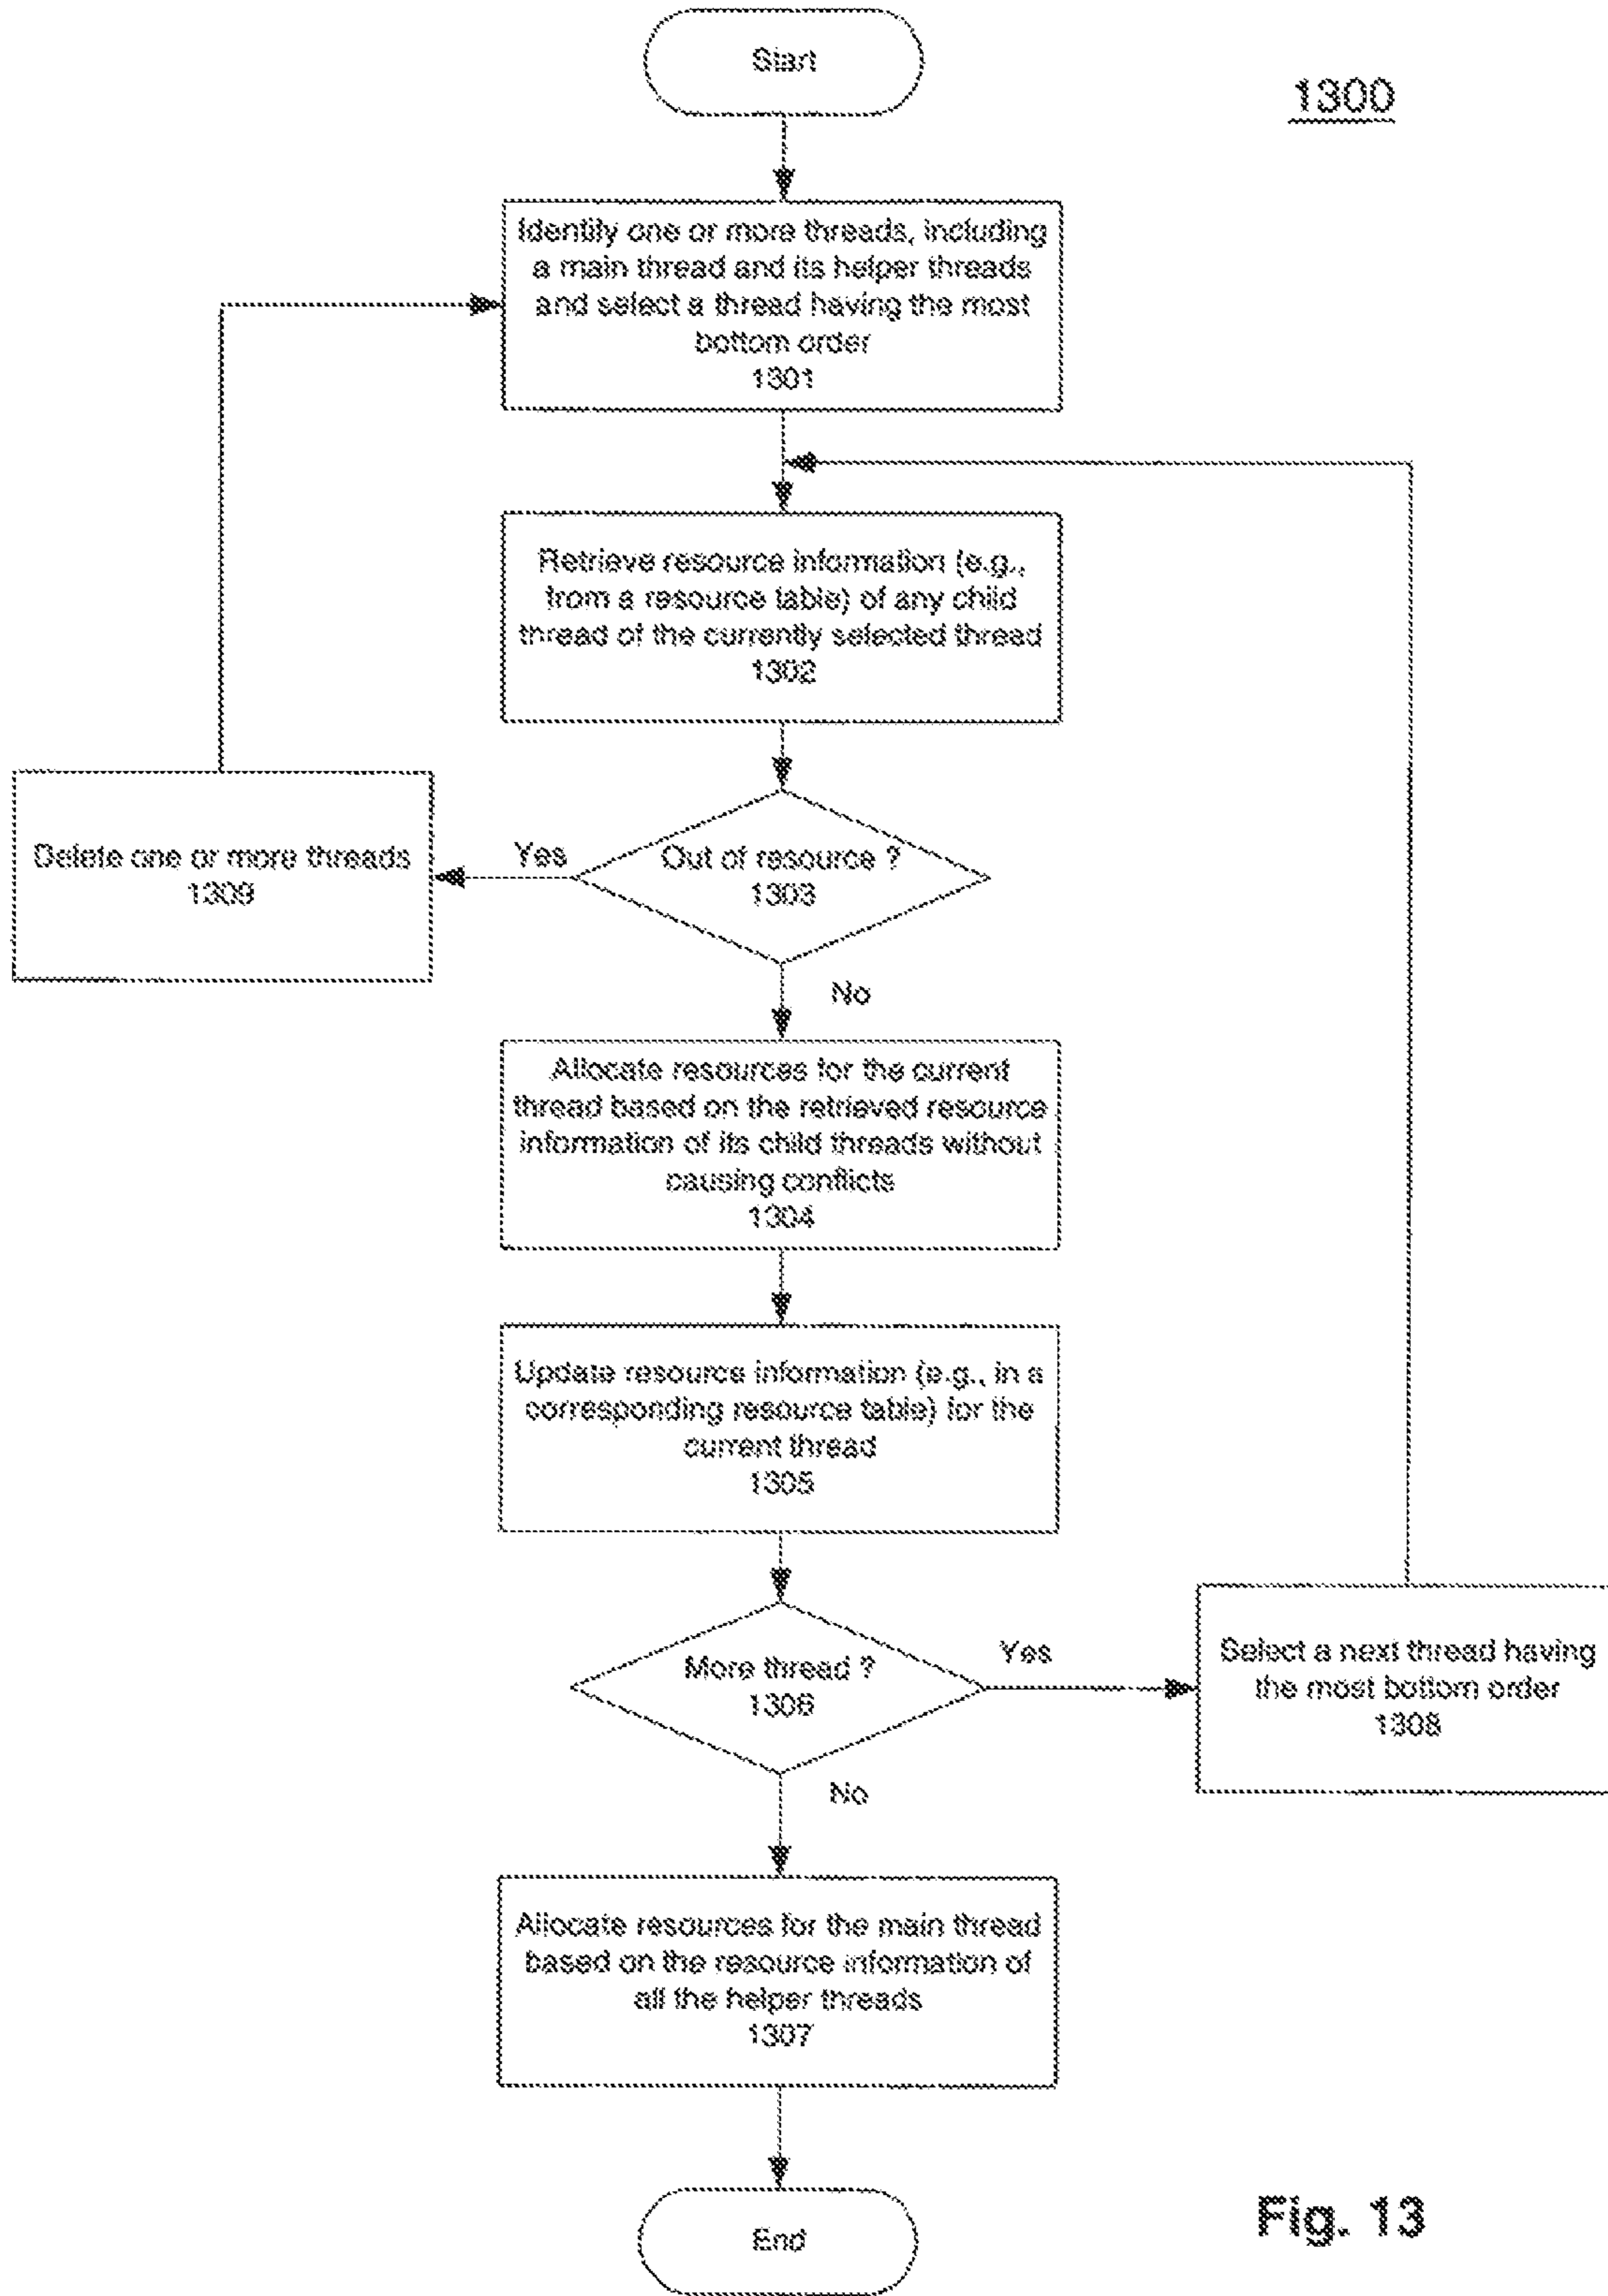 Start
1300
Identify one or more threads, including
a main thread and its helper threads
and select a thread having the most
bottom order
1301
Retrieve resource information (e.g.,
from a resource table) of any child
thread of the currently selected thread
1302
Delete one or more threads
1309
Yes
Out of resource ?
1303
No
Allocate resources for the current
thread based on the retrieved resource
information of its child threads without
causing conflicts
1304
Update resource information (e.g., in a
corresponding resource table) for the
current thread
1305
More thread ?
1306
Yes
Select a next thread having
the most bottom order
1308
No
Allocate resources for the main thread
based on the resource information of
all the helper threads
1307
End
Fig. 13